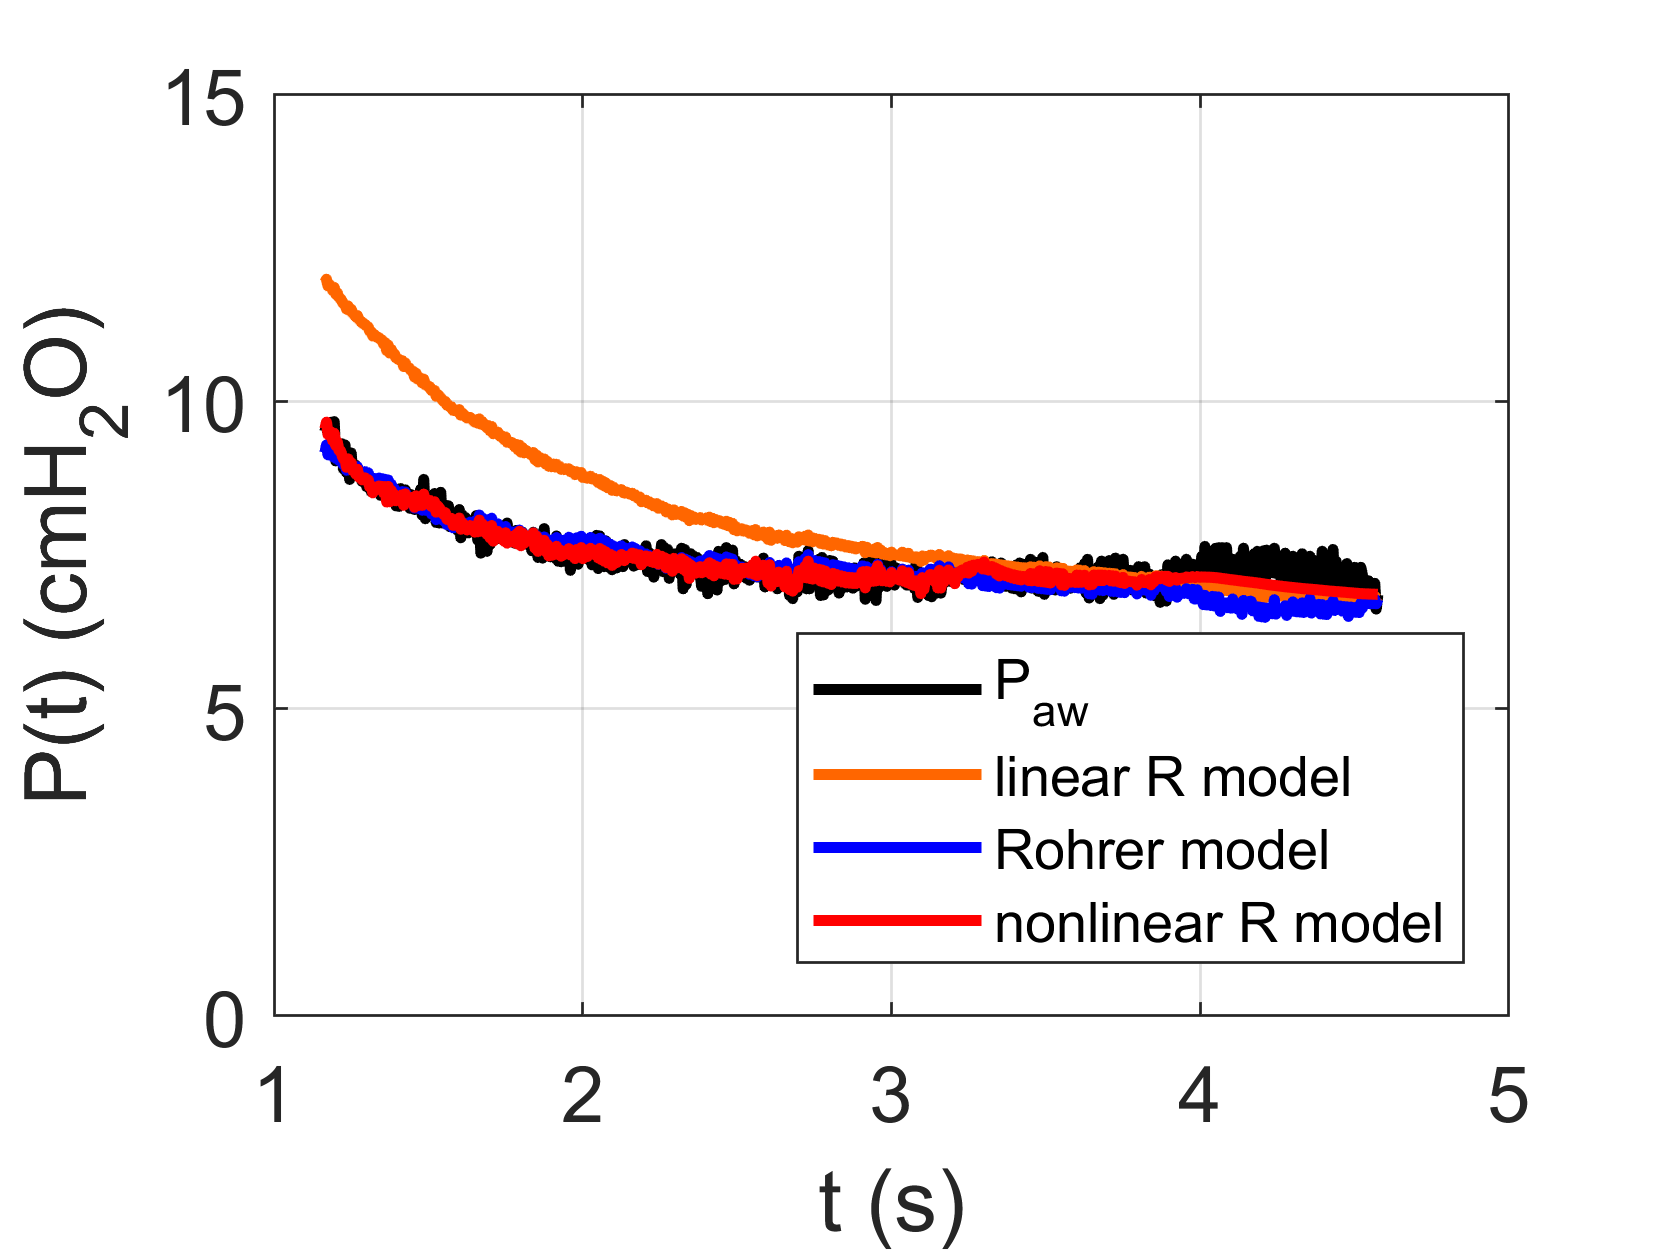 15
10
5
0
P(t) (cmH2O)
1 2 3 4 5
t (s)
Paw
linear R model
Rohrer model
nonlinear R model